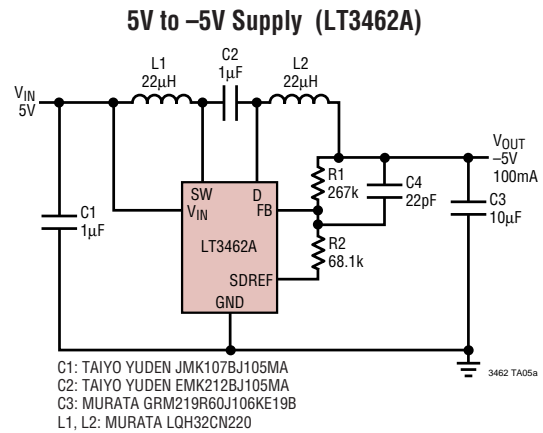 5V to –5V Supply (LT3462A)
L1
22µH
C2
1µF
L2
22µH
VIN
5V
VOUT
–5V
100mA
R1
267k
C4
22pF
C3
10µF
C1
1µF
SW
D
VIN
FB
LT3462A
R2
68.1k
SDREF
GND
C1: TAIYO YUDEN JMK107BJ105MA
C2: TAIYO YUDEN EMK212BJ105MA
C3: MURATA GRM219R60J106KE19B
L1, L2: MURATA LQH32CN220
3462 TA05a